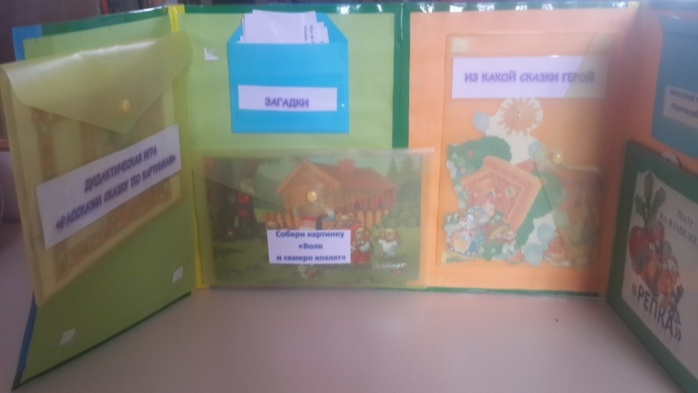 ДИДАКТИЧЕСКАЯ ИГРА
«РАССКАЖИ СКАЗКУ ПО КАРТИНКАМ»
ЗАГАДКИ
Собери картинку
«Волк
и семеро козлят»
ИЗ КАКОЙ СКАЗКИ ГЕРОЙ
«РЕПКА»